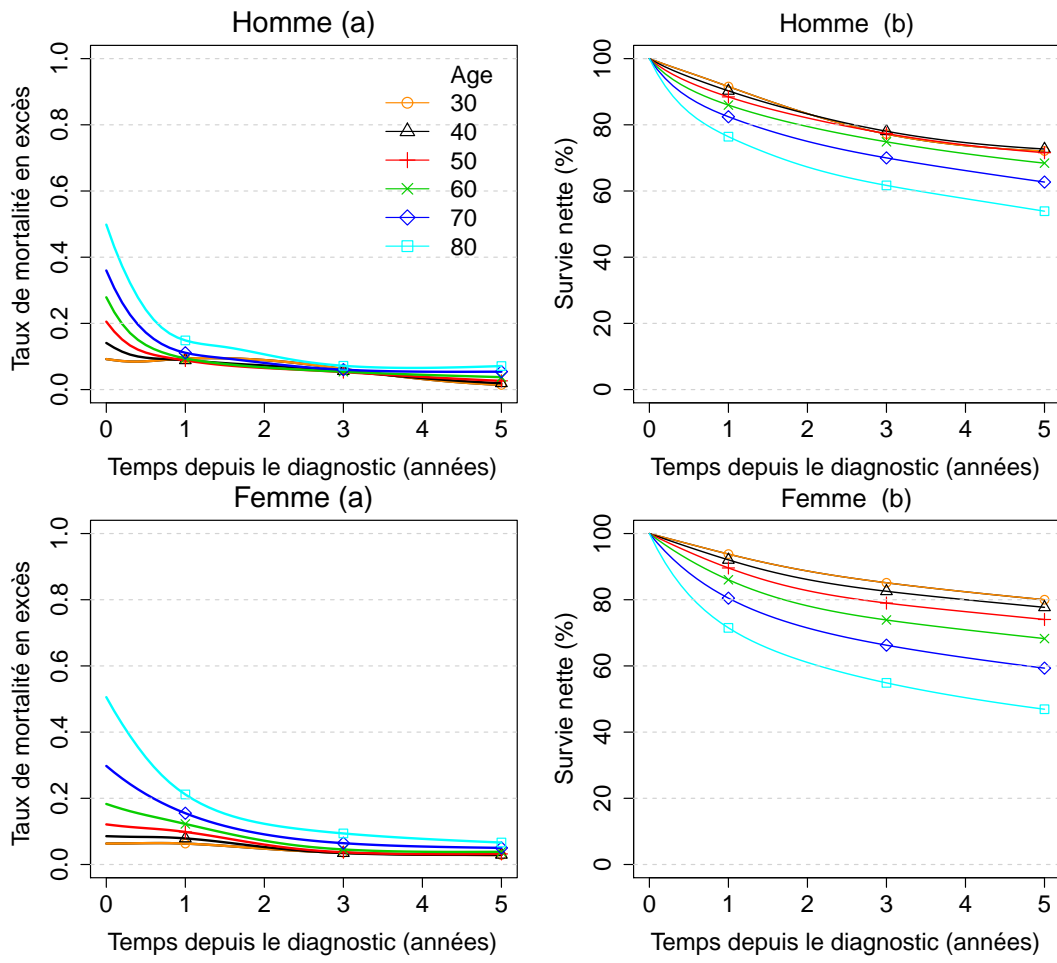 Homme (a)
Taux de mortalité en excès
0.0 0.2 0.4 0.6 0.8 1.0
Age
30
40
50
60
70
80
0 1 2 3 4 5
Temps depuis le diagnostic (années)
Homme (b)
Survie nette (%)
0 20 40 60 80 100
0 1 2 3 4 5
Temps depuis le diagnostic (années)
Femme (a)
Taux de mortalité en excès
0.0 0.2 0.4 0.6 0.8 1.0
0 1 2 3 4 5
Temps depuis le diagnostic (années)
Femme (b)
Survie nette (%)
0 20 40 60 80 100
0 1 2 3 4 5
Temps depuis le diagnostic (années)